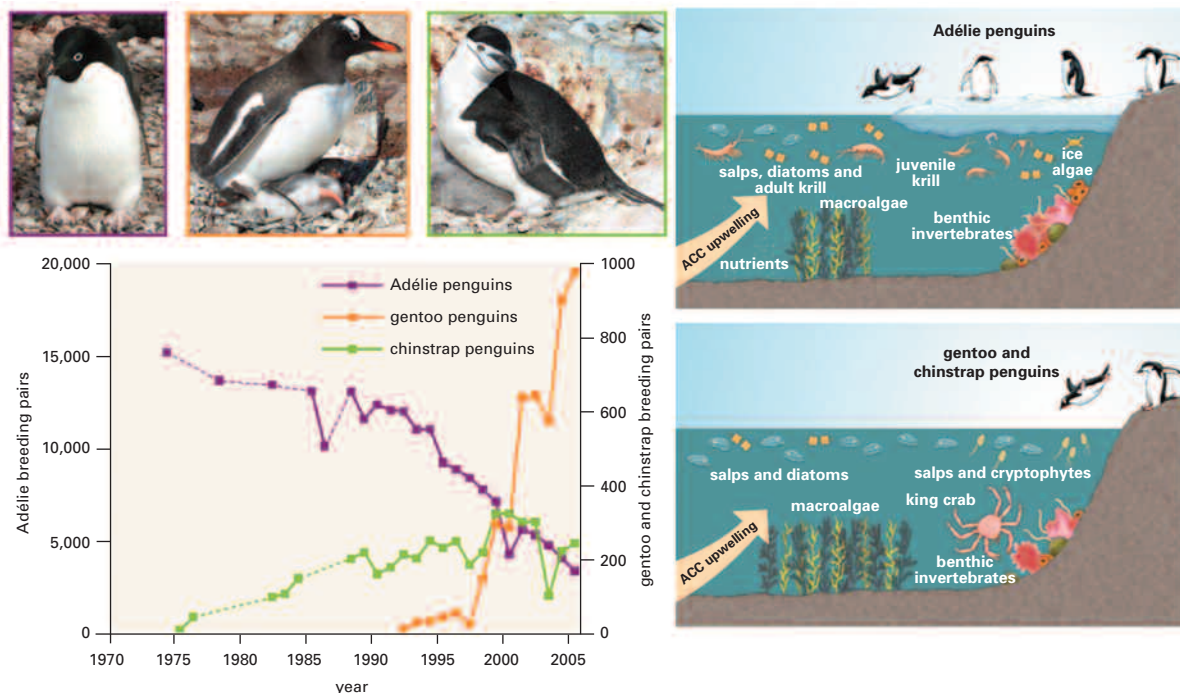 20,000
15,000
10,000
5,000
0
Adélie breeding pairs
Adélie penguins
gentoo penguins
chinstrap penguins
1000
800
600
400
200
0
gentoo and chinstrap breeding pairs
1970 1975 1980 1985 1990 1995 2000 2005
year
Adélie penguins
salps, diatoms and
adult krill
juvenile
krill
ice
algae
macroalgae
benthic
invertebrates
ACC upwelling
nutrients
gentoo and
chinstrap penguins
salps and diatoms
salps and cryptophytes
king crab
macroalgae
ACC upwelling
benthic
invertebrates